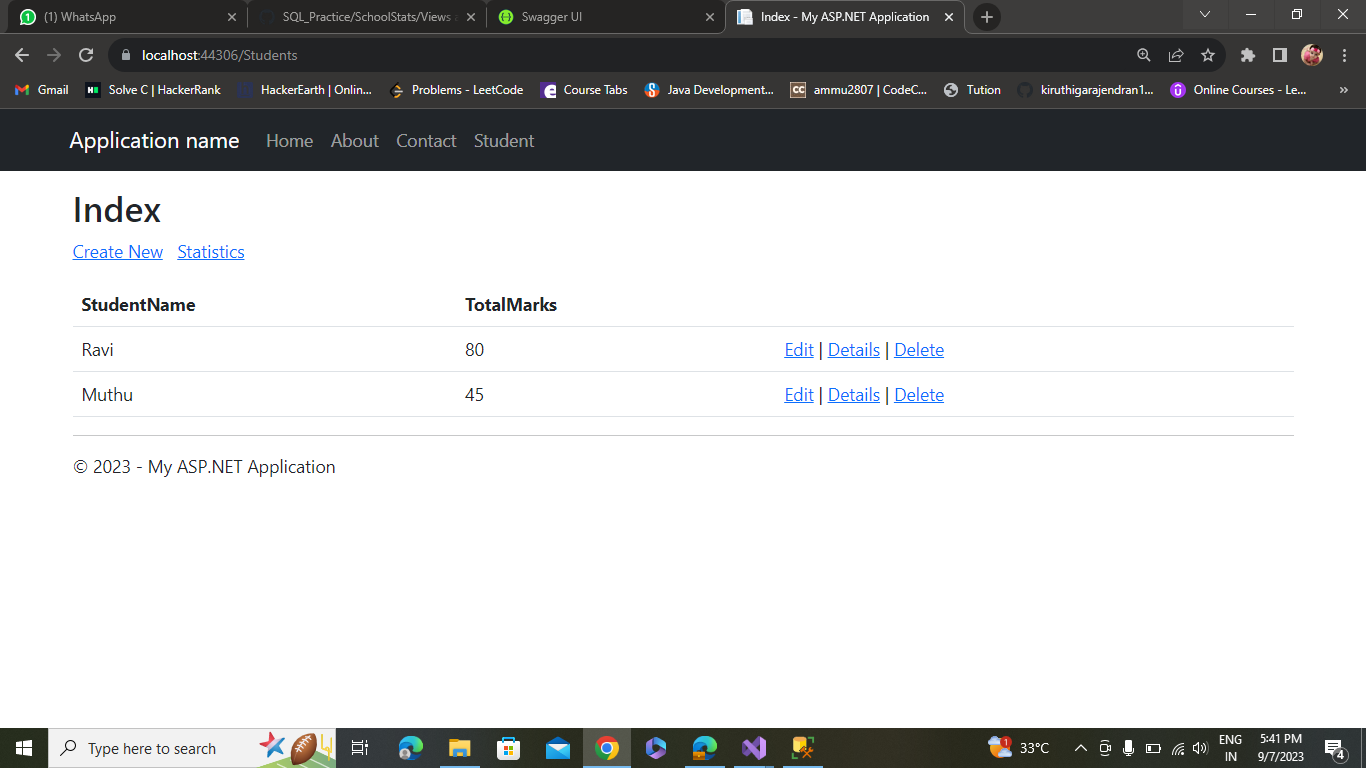 (1) WhatsApp
SQL_Practice/SchoolStats/Views a
Swagger UI
Index - My ASP.NET Application
localhost:44306/Students
Gmail
Solve C | HackerRank
HackerEarth | Onlin...
Problems - LeetCode
Course Tabs
Java Development...
CC
ammu2807 | CodeC...
Tution
kiruthigarajendran1...
Online Courses - Le...
»
Application name Home About Contact Student
Index
Create New Statistics
StudentName TotalMarks
Ravi 80 Edit | Details | Delete
Muthu 45 Edit | Details | Delete
© 2023 - My ASP.NET Application
Type here to search
1
33°C
ENG
IN
5:41 PM
9/7/2023
4